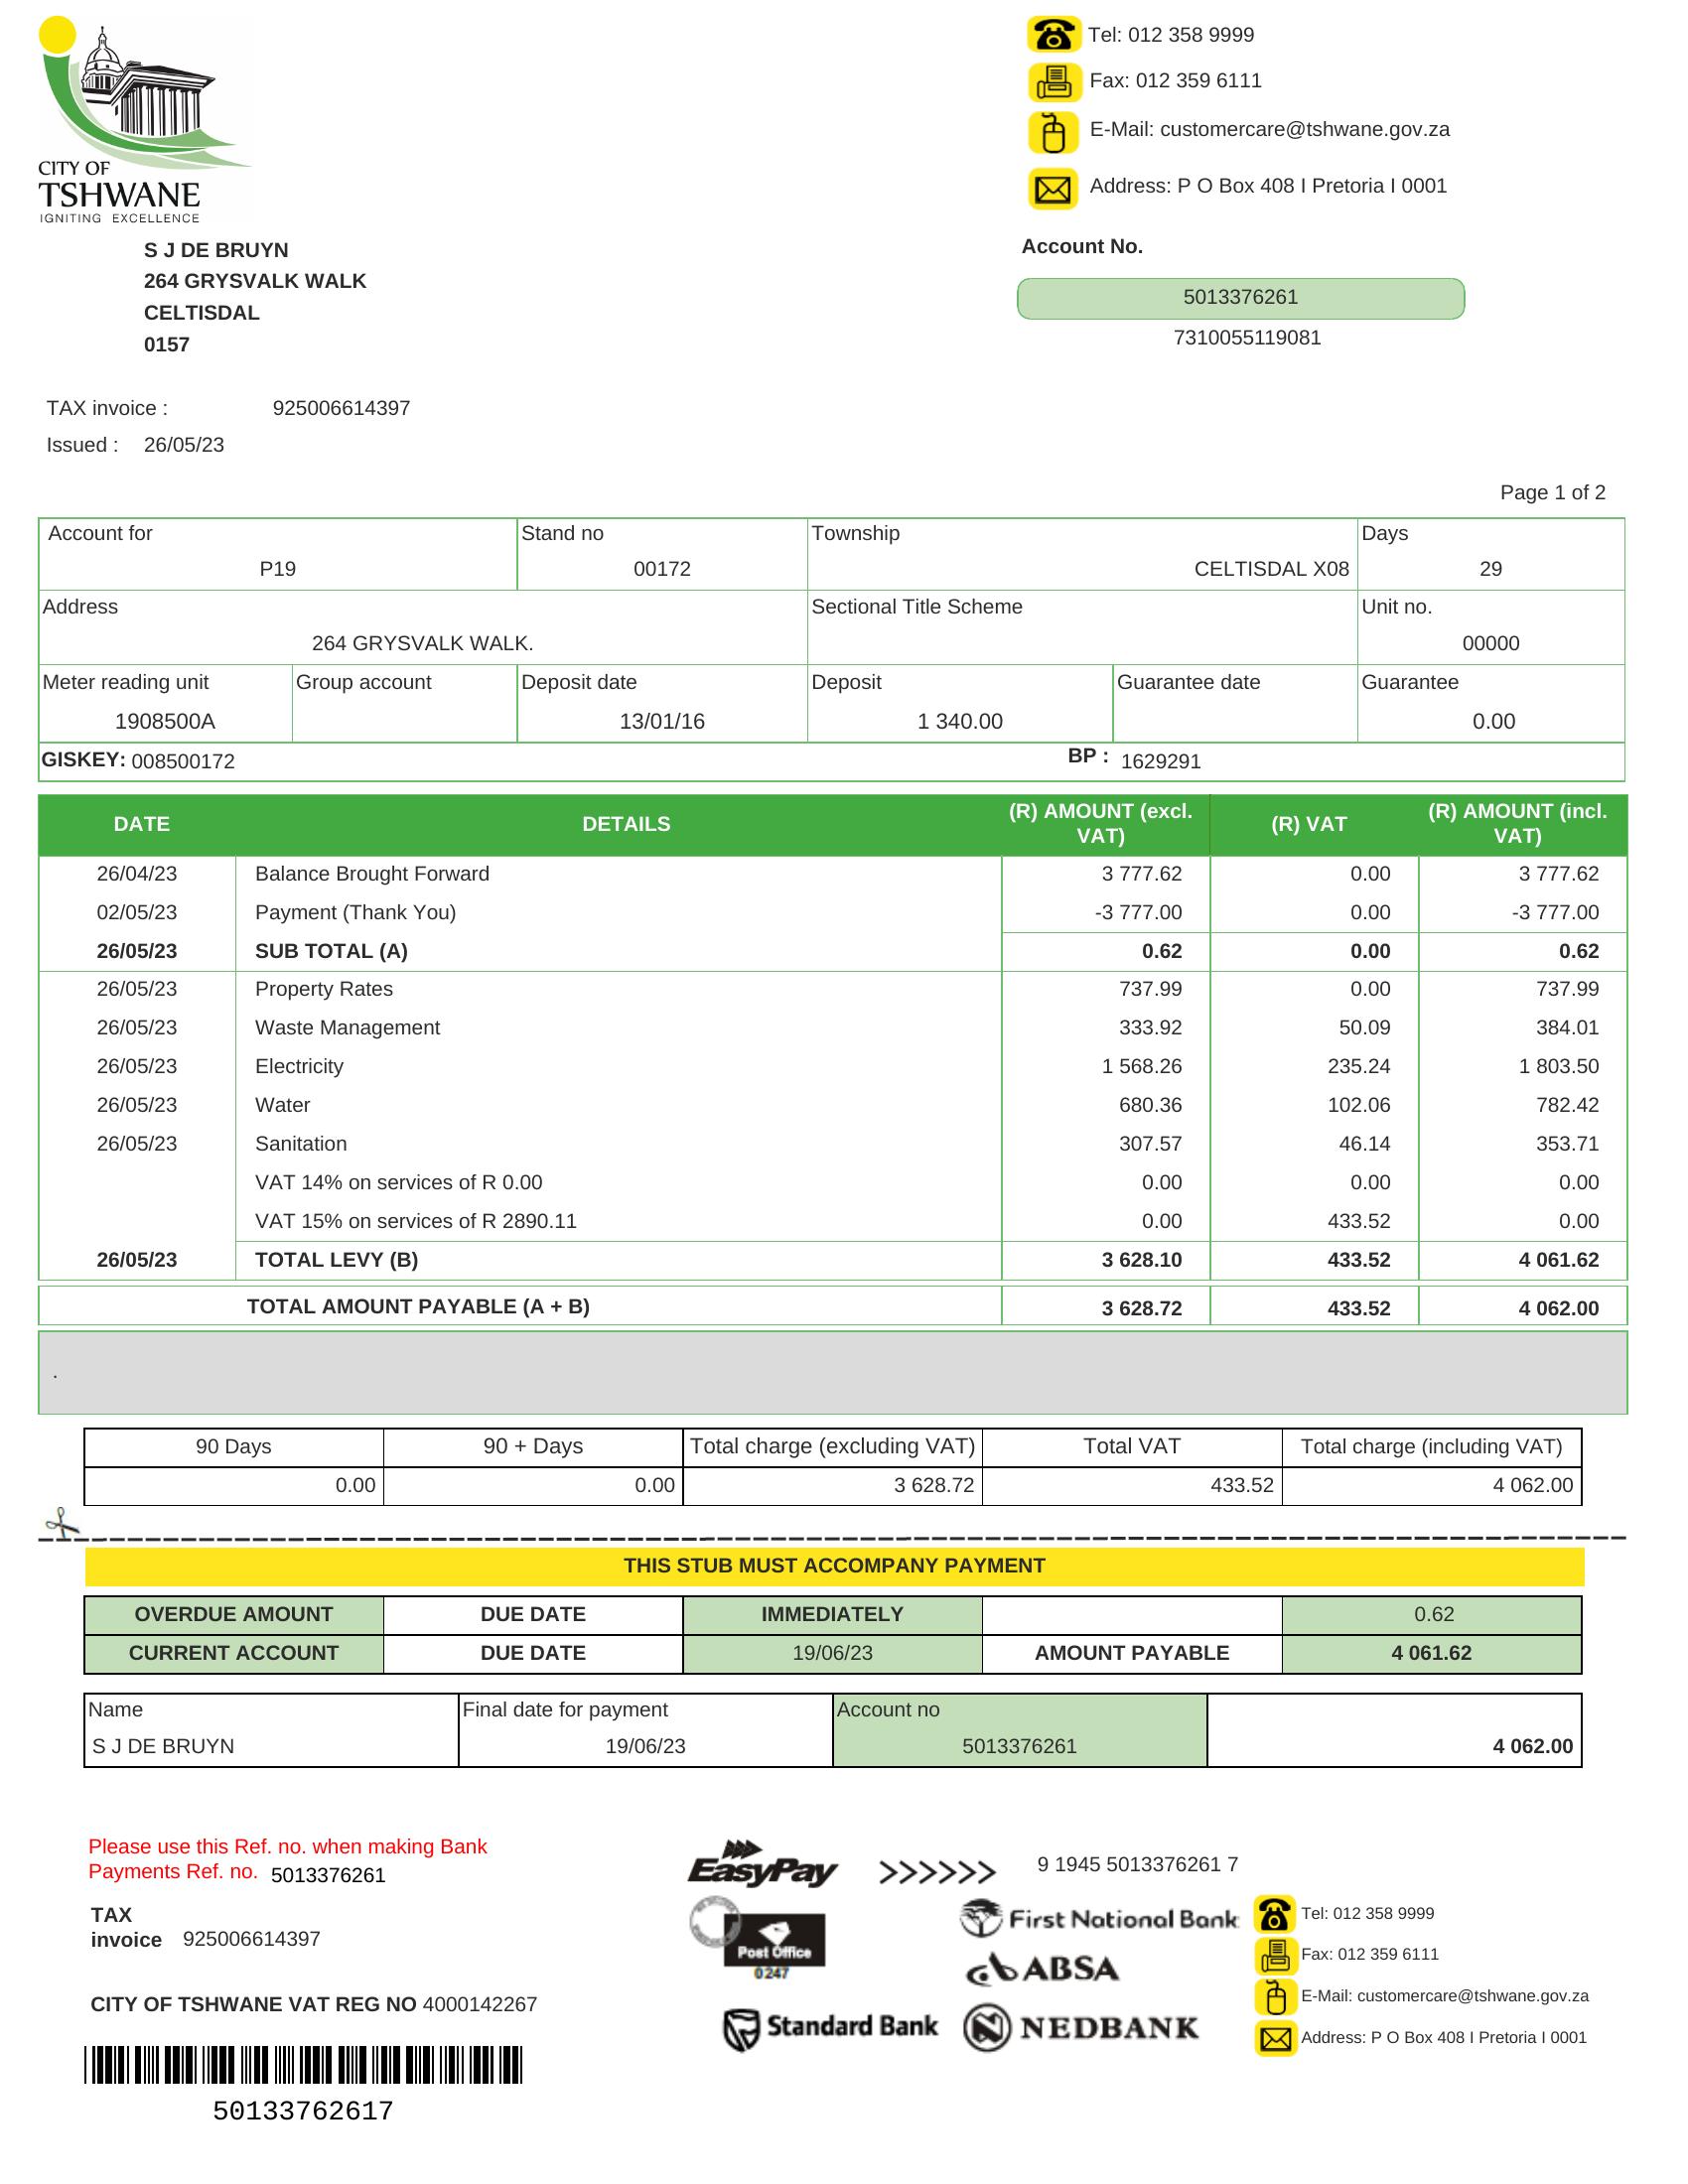 CITY OF
TSHWANE
IGNITING EXCELLENCE
Tel: 012 358 9999
Fax: 012 359 6111
E-Mail: customercare@tshwane.gov.za
Address: P O Box 408 I Pretoria I 0001
S J DE BRUYN
264 GRYSVALK WALK
CELTISDAL
0157
Account No.
5013376261
7310055119081
TAX invoice : 925006614397
Issued : 26/05/23
Page 1 of 2
Account for Stand no Township Days
P19 00172 CELTISDAL X08 29
Address Sectional Title Scheme Unit no.
264 GRYSVALK WALK. 00000
Meter reading unit Group account Deposit date Deposit Guarantee date Guarantee
1908500A 13/01/16 1 340.00 0.00
GISKEY: 008500172 BP : 1629291
DATE DETAILS (R) AMOUNT (excl. VAT) (R) VAT (R) AMOUNT (incl. VAT)
26/04/23 Balance Brought Forward 3 777.62 0.00 3 777.62
02/05/23 Payment (Thank You) -3 777.00 0.00 -3 777.00
26/05/23 SUB TOTAL (A) 0.62 0.00 0.62
26/05/23 Property Rates 737.99 0.00 737.99
26/05/23 Waste Management 333.92 50.09 384.01
26/05/23 Electricity 1 568.26 235.24 1 803.50
26/05/23 Water 680.36 102.06 782.42
26/05/23 Sanitation 307.57 46.14 353.71
VAT 14% on services of R 0.00 0.00 0.00 0.00
VAT 15% on services of R 2890.11 0.00 433.52 0.00
26/05/23 TOTAL LEVY (B) 3 628.10 433.52 4 061.62
TOTAL AMOUNT PAYABLE (A + B) 3 628.72 433.52 4 062.00
.
90 Days 90 + Days Total charge (excluding VAT) Total VAT Total charge (including VAT)
0.00 0.00 3 628.72 433.52 4 062.00
THIS STUB MUST ACCOMPANY PAYMENT
OVERDUE AMOUNT DUE DATE IMMEDIATELY 0.62
CURRENT ACCOUNT DUE DATE 19/06/23 AMOUNT PAYABLE 4 061.62
Name Final date for payment Account no
S J DE BRUYN 19/06/23 5013376261 4 062.00
Please use this Ref. no. when making Bank
Payments Ref. no. 5013376261
TAX
invoice 925006614397
CITY OF TSHWANE VAT REG NO 4000142267
50133762617
EasyPay >>>>>> 9 1945 5013376261 7
Post Office
0247
First National Bank
ABSA
Standard Bank
NEDBANK
Tel: 012 358 9999
Fax: 012 359 6111
E-Mail: customercare@tshwane.gov.za
Address: P O Box 408 I Pretoria I 0001